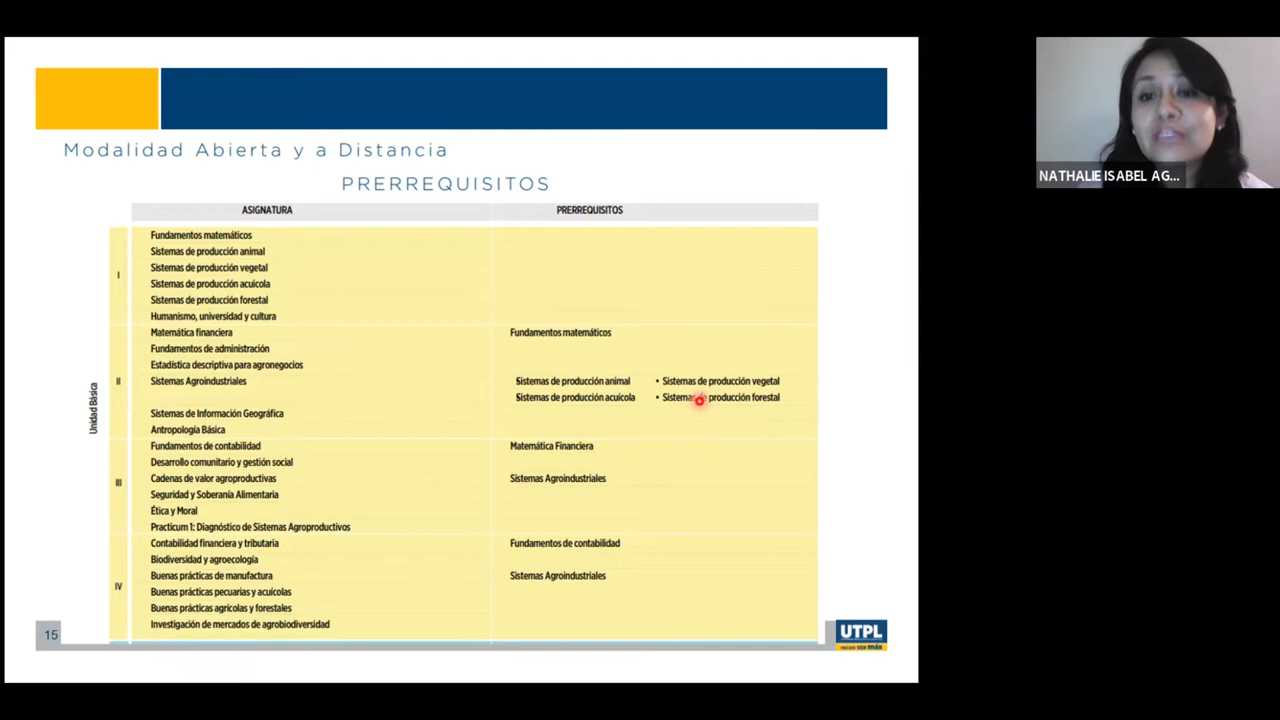 Modalidad Abierta y a Distancia
PRERREQUISITOS
ASIGNATURA PRERREQUISITOS
Unidad Básica
I
Fundamentos matemáticos
Sistemas de producción animal
Sistemas de producción vegetal
Sistemas de producción acuícola
Sistemas de producción forestal
Humanismo, universidad y cultura
II
Matemática financiera Fundamentos matemáticos
Fundamentos de administración
Estadística descriptiva para agronegocios
Sistemas Agroindustriales Sistemas de producción animal • Sistemas de producción vegetal
Sistemas de producción acuícola • Sistemas de producción forestal
Sistemas de Información Geográfica
Antropología Básica
III
Fundamentos de contabilidad Matemática Financiera
Desarrollo comunitario y gestión social
Cadenas de valor agroproductivas Sistemas Agroindustriales
Seguridad y Soberanía Alimentaria
Ética y Moral
Practicum 1: Diagnóstico de Sistemas Agroproductivos
IV
Contabilidad financiera y tributaria Fundamentos de contabilidad
Biodiversidad y agroecología
Buenas prácticas de manufactura Sistemas Agroindustriales
Buenas prácticas pecuarias y acuícolas
Buenas prácticas agrícolas y forestales
Investigación de mercados de agrobiodiversidad
15
UTPL
más
NATHALIE ISABEL AG...